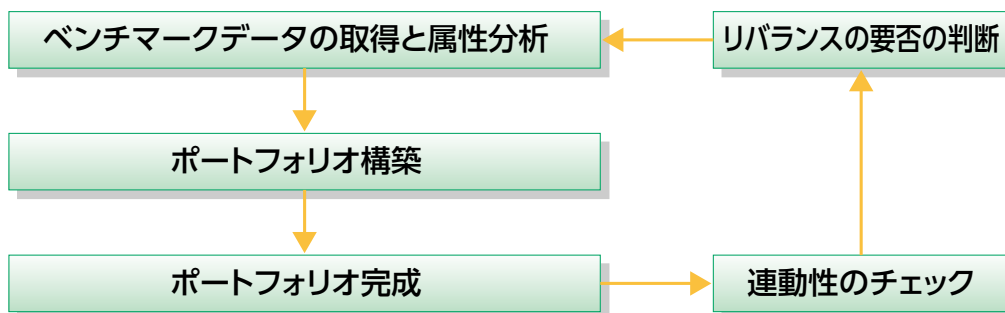 ベンチマークデータの取得と属性分析
リバランスの要否の判断
ポートフォリオ構築
ポートフォリオ完成
連動性のチェック